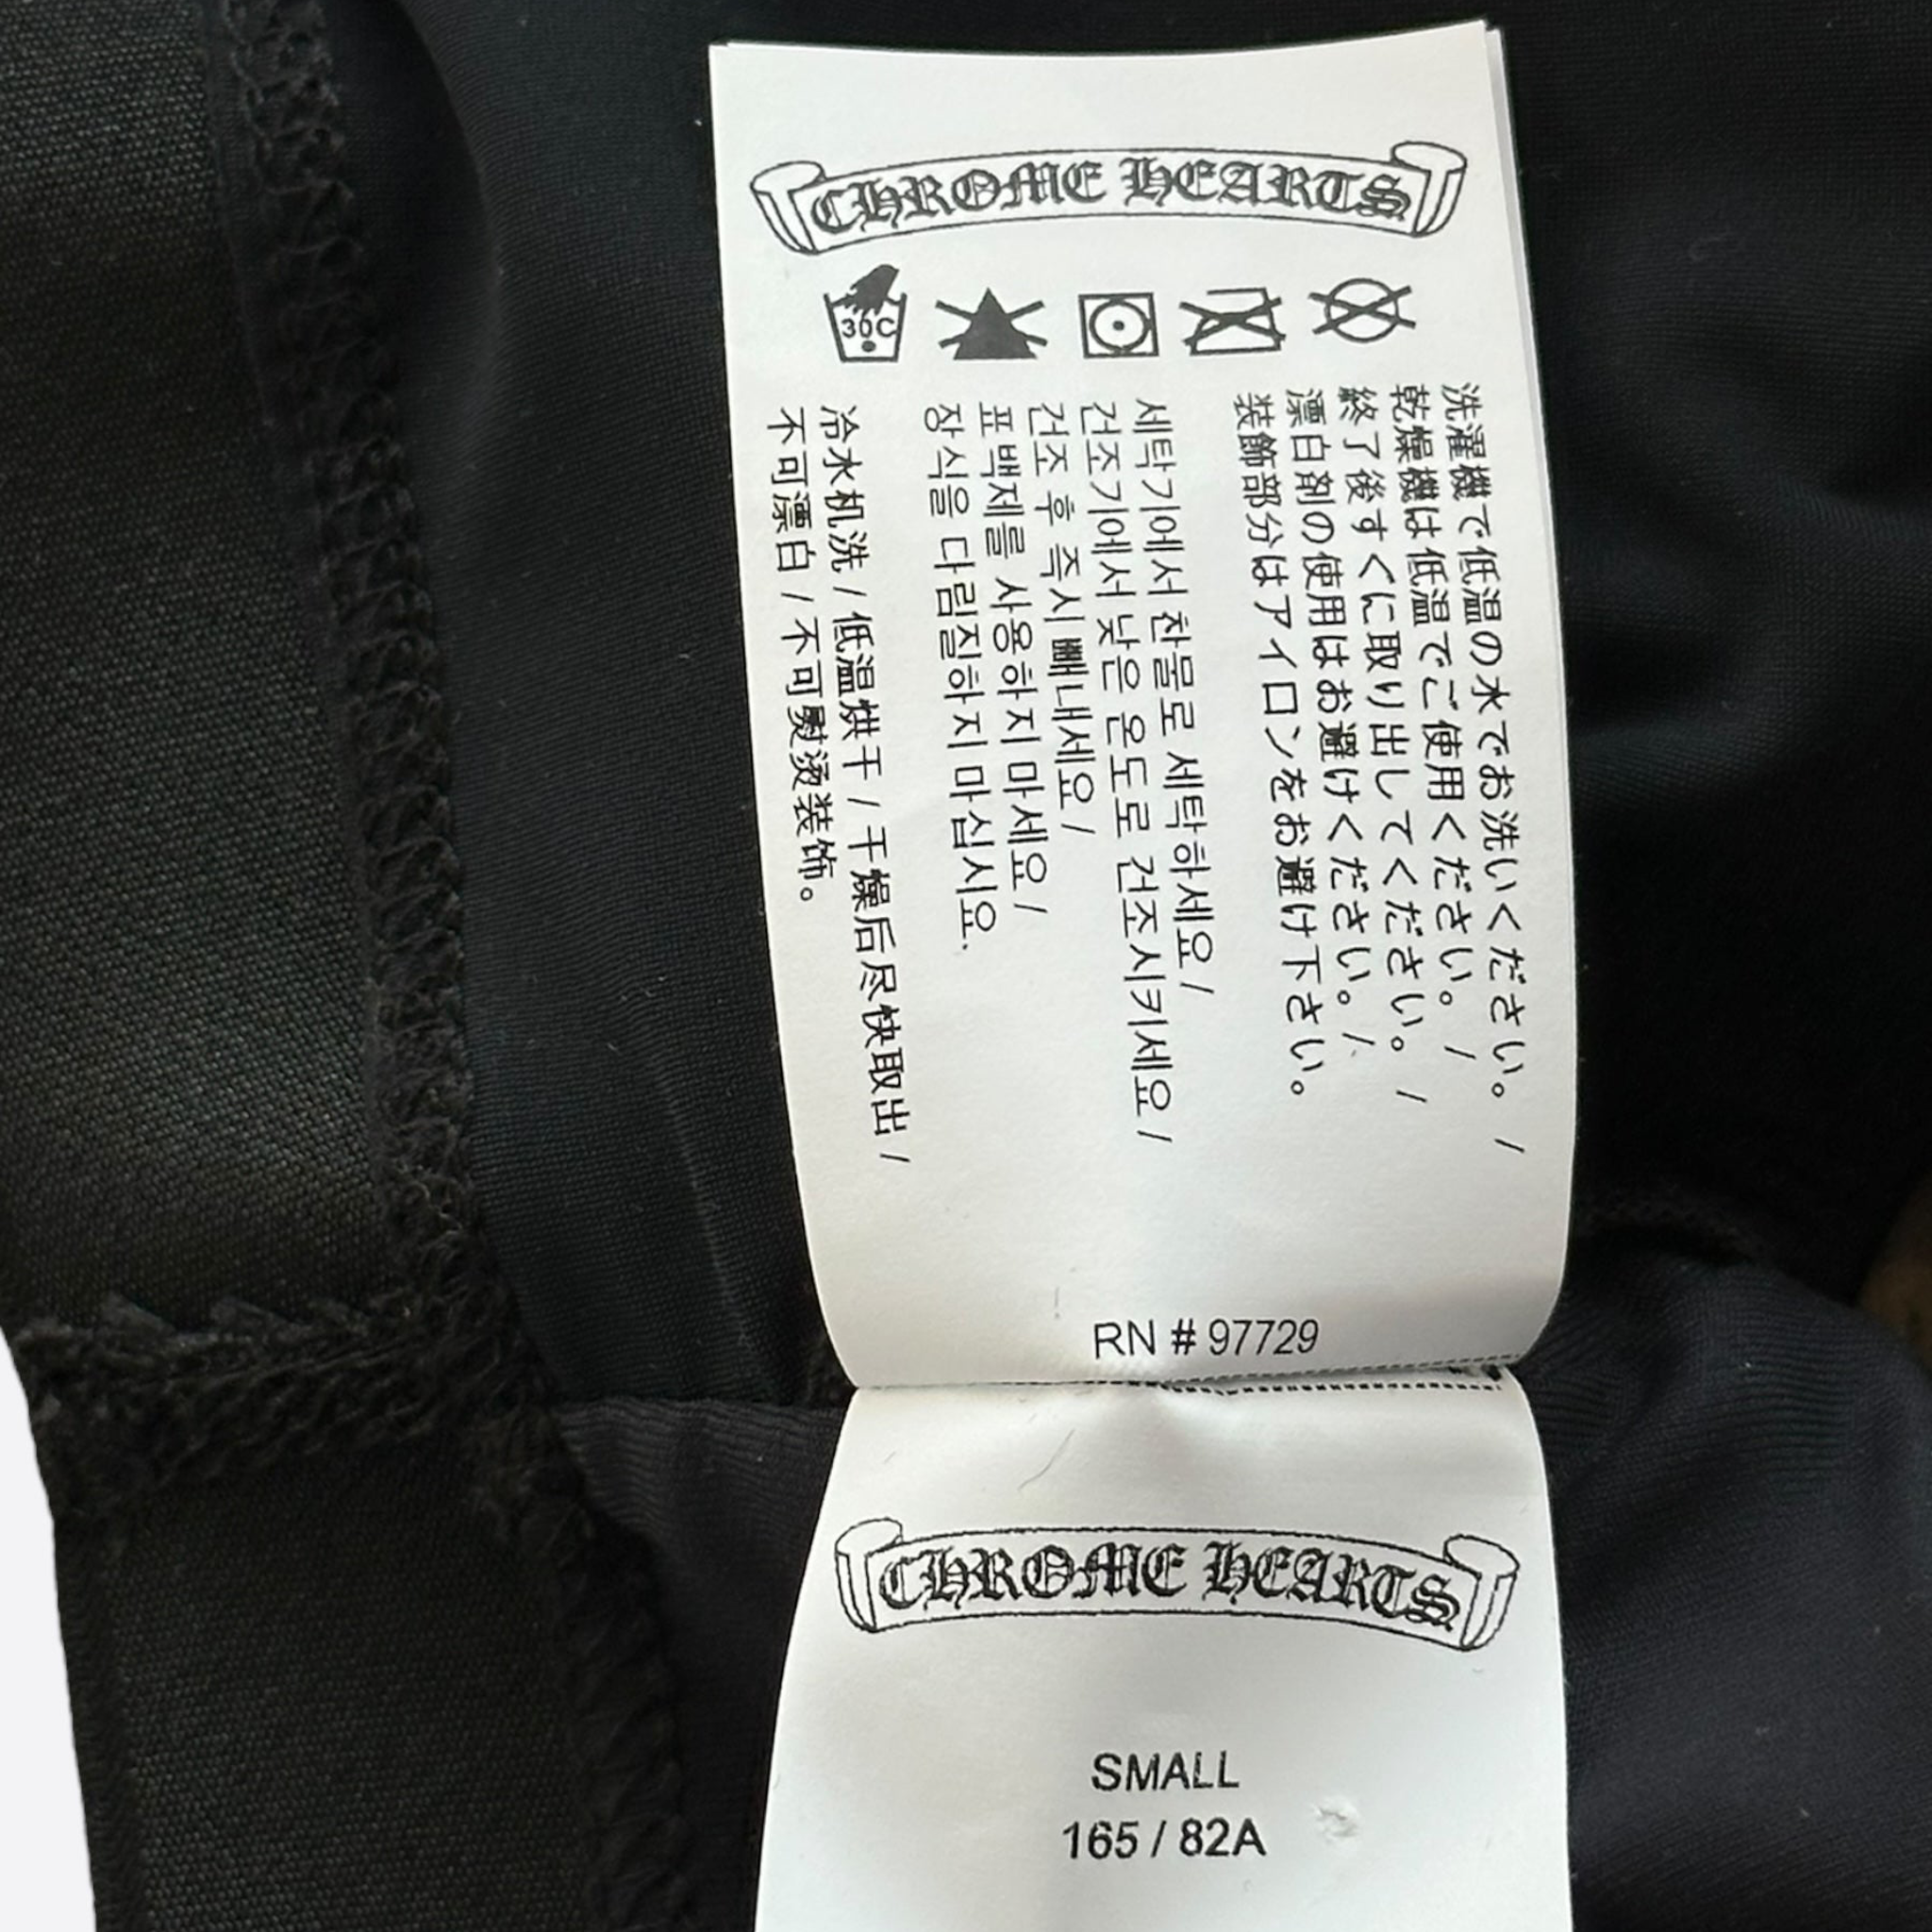 CHROME HEARTS
30C
洗濯機で低温の水でお洗いください。 /
乾燥機は低温でご使用ください。 /
終了後すぐに取り出してください。 /
漂白剤の使用はお避けください。 /
装飾部分はアイロンをお避け下さい。
세탁기에서 찬물로 세탁하세요 /
건조기에서 낮은 온도로 건조시키세요 /
건조 후 즉시 빼내세요 /
표백제를 사용하지 마세요 /
장식을 다림질하지 마십시요.
冷水机洗 / 低温烘干 / 干燥后尽快取出 /
不可漂白 / 不可熨烫装饰。
RN # 97729
CHROME HEARTS
SMALL
165 / 82A